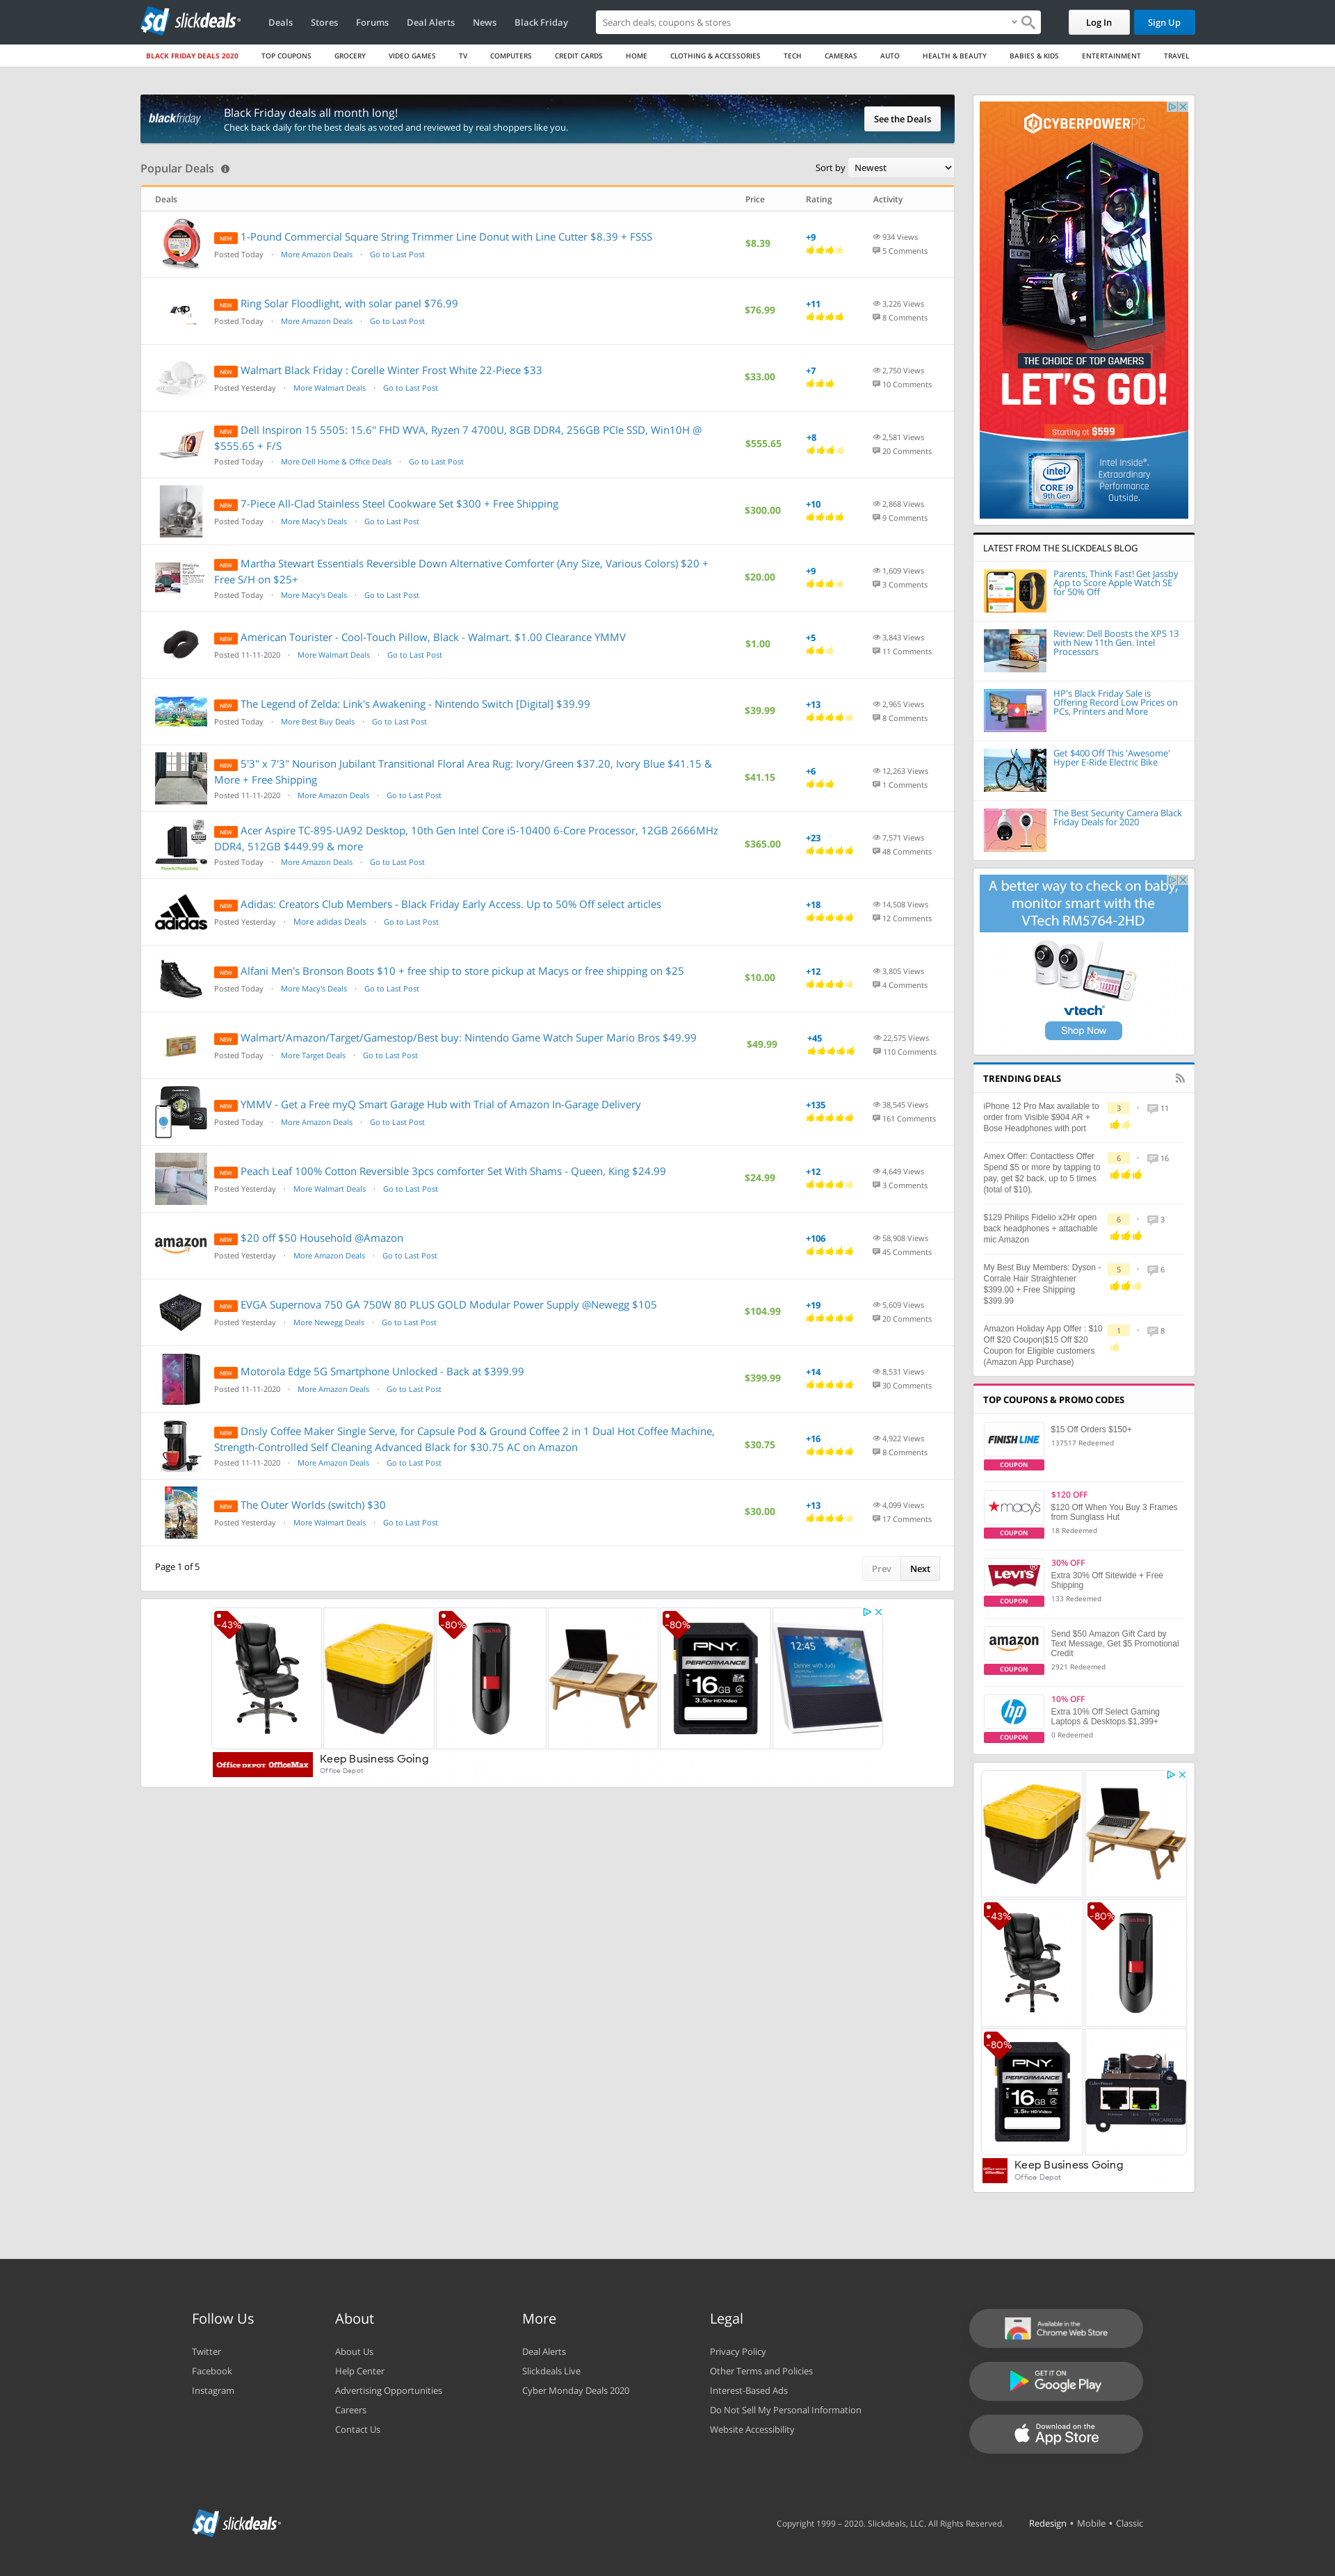 slickdeals
Deals
Stores
Forums
Deal Alerts
News
Black Friday
Search deals, coupons & stores
Log In
Sign Up
BLACK FRIDAY DEALS 2020
TOP COUPONS
GROCERY
VIDEO GAMES
TV
COMPUTERS
CREDIT CARDS
HOME
CLOTHING & ACCESSORIES
TECH
CAMERAS
AUTO
HEALTH & BEAUTY
BABIES & KIDS
ENTERTAINMENT
TRAVEL
blackfriday
Black Friday deals all month long!
Check back daily for the best deals as voted and reviewed by real shoppers like you.
See the Deals
Popular Deals
Sort by Newest
Deals Price Rating Activity
NEW 1-Pound Commercial Square String Trimmer Line Donut with Line Cutter $8.39 + FSSS
Posted Today · More Amazon Deals · Go to Last Post
$8.39
+9
934 Views
5 Comments
NEW Ring Solar Floodlight, with solar panel $76.99
Posted Today · More Amazon Deals · Go to Last Post
$76.99
+11
3,226 Views
8 Comments
NEW Walmart Black Friday : Corelle Winter Frost White 22-Piece $33
Posted Yesterday · More Walmart Deals · Go to Last Post
$33.00
+7
2,750 Views
10 Comments
NEW Dell Inspiron 15 5505: 15.6" FHD WVA, Ryzen 7 4700U, 8GB DDR4, 256GB PCIe SSD, Win10H @
$555.65 + F/S
Posted Today · More Dell Home & Office Deals · Go to Last Post
$555.65
+8
2,581 Views
20 Comments
NEW 7-Piece All-Clad Stainless Steel Cookware Set $300 + Free Shipping
Posted Today · More Macy's Deals · Go to Last Post
$300.00
+10
2,868 Views
9 Comments
NEW Martha Stewart Essentials Reversible Down Alternative Comforter (Any Size, Various Colors) $20 +
Free S/H on $25+
Posted Today · More Macy's Deals · Go to Last Post
$20.00
+9
1,609 Views
3 Comments
NEW American Tourister - Cool-Touch Pillow, Black - Walmart. $1.00 Clearance YMMV
Posted 11-11-2020 · More Walmart Deals · Go to Last Post
$1.00
+5
3,843 Views
11 Comments
NEW The Legend of Zelda: Link's Awakening - Nintendo Switch [Digital] $39.99
Posted Today · More Best Buy Deals · Go to Last Post
$39.99
+13
2,965 Views
8 Comments
NEW 5'3" x 7'3" Nourison Jubilant Transitional Floral Area Rug: Ivory/Green $37.20, Ivory Blue $41.15 &
More + Free Shipping
Posted 11-11-2020 · More Amazon Deals · Go to Last Post
$41.15
+6
12,263 Views
1 Comments
NEW Acer Aspire TC-895-UA92 Desktop, 10th Gen Intel Core i5-10400 6-Core Processor, 12GB 2666MHz
DDR4, 512GB $449.99 & more
Posted Today · More Amazon Deals · Go to Last Post
$365.00
+23
7,571 Views
48 Comments
adidas
NEW Adidas: Creators Club Members - Black Friday Early Access. Up to 50% Off select articles
Posted Yesterday · More adidas Deals · Go to Last Post
+18
14,508 Views
12 Comments
NEW Alfani Men's Bronson Boots $10 + free ship to store pickup at Macys or free shipping on $25
Posted Today · More Macy's Deals · Go to Last Post
$10.00
+12
3,805 Views
4 Comments
NEW Walmart/Amazon/Target/Gamestop/Best buy: Nintendo Game Watch Super Mario Bros $49.99
Posted Today · More Target Deals · Go to Last Post
$49.99
+45
22,575 Views
110 Comments
NEW YMMV - Get a Free myQ Smart Garage Hub with Trial of Amazon In-Garage Delivery
Posted Today · More Amazon Deals · Go to Last Post
+135
38,545 Views
161 Comments
NEW Peach Leaf 100% Cotton Reversible 3pcs comforter Set With Shams - Queen, King $24.99
Posted Yesterday · More Walmart Deals · Go to Last Post
$24.99
+12
4,649 Views
3 Comments
amazon
NEW $20 off $50 Household @Amazon
Posted Yesterday · More Amazon Deals · Go to Last Post
+106
58,908 Views
45 Comments
NEW EVGA Supernova 750 GA 750W 80 PLUS GOLD Modular Power Supply @Newegg $105
Posted Yesterday · More Newegg Deals · Go to Last Post
$104.99
+19
5,609 Views
20 Comments
NEW Motorola Edge 5G Smartphone Unlocked - Back at $399.99
Posted 11-11-2020 · More Amazon Deals · Go to Last Post
$399.99
+14
8,531 Views
30 Comments
NEW Dnsly Coffee Maker Single Serve, for Capsule Pod & Ground Coffee 2 in 1 Dual Hot Coffee Machine,
Strength-Controlled Self Cleaning Advanced Black for $30.75 AC on Amazon
Posted 11-11-2020 · More Amazon Deals · Go to Last Post
$30.75
+16
4,922 Views
8 Comments
NEW The Outer Worlds (switch) $30
Posted Yesterday · More Walmart Deals · Go to Last Post
$30.00
+13
4,099 Views
17 Comments
Page 1 of 5
Prev
Next
-43%
-80%
-80%
PNY
PERFORMANCE
16GB
3.5hr HD Video
12:45
Dinner with Judy
Office DEPOT OfficeMax
Keep Business Going
Office Depot
CYBERPOWERPC
THE CHOICE OF TOP GAMERS
LET'S GO!
Starting at $599
intel
CORE i9
9th Gen
Intel Inside®.
Extraordinary
Performance
Outside.
LATEST FROM THE SLICKDEALS BLOG
Parents, Think Fast! Get Jassby
App to Score Apple Watch SE
for 50% Off
Review: Dell Boosts the XPS 13
with New 11th Gen. Intel
Processors
HP's Black Friday Sale is
Offering Record Low Prices on
PCs, Printers and More
Get $400 Off This 'Awesome'
Hyper E-Ride Electric Bike
The Best Security Camera Black
Friday Deals for 2020
A better way to check on baby,
monitor smart with the
VTech RM5764-2HD
vtech
Shop Now
TRENDING DEALS
iPhone 12 Pro Max available to
order from Visible $904 AR +
Bose Headphones with port
3 • 11
Amex Offer: Contactless Offer
Spend $5 or more by tapping to
pay, get $2 back, up to 5 times
(total of $10).
6 • 16
$129 Philips Fidelio x2Hr open
back headphones + attachable
mic Amazon
6 • 3
My Best Buy Members: Dyson -
Corrale Hair Straightener
$399.00 + Free Shipping
$399.99
5 • 6
Amazon Holiday App Offer : $10
Off $20 Coupon|$15 Off $20
Coupon for Eligible customers
(Amazon App Purchase)
1 • 8
TOP COUPONS & PROMO CODES
FINISH LINE
COUPON
$15 Off Orders $150+
137517 Redeemed
macy's
COUPON
$120 OFF
$120 Off When You Buy 3 Frames
from Sunglass Hut
18 Redeemed
LEVI'S
COUPON
30% OFF
Extra 30% Off Sitewide + Free
Shipping
133 Redeemed
amazon
COUPON
Send $50 Amazon Gift Card by
Text Message, Get $5 Promotional
Credit
2921 Redeemed
hp
COUPON
10% OFF
Extra 10% Off Select Gaming
Laptops & Desktops $1,399+
0 Redeemed
-43%
-80%
-80%
PNY
PERFORMANCE
16GB
3.5hr HD Video
Keep Business Going
Office Depot
Follow Us
Twitter
Facebook
Instagram
About
About Us
Help Center
Advertising Opportunities
Careers
Contact Us
More
Deal Alerts
Slickdeals Live
Cyber Monday Deals 2020
Legal
Privacy Policy
Other Terms and Policies
Interest-Based Ads
Do Not Sell My Personal Information
Website Accessibility
Available in the
Chrome Web Store
GET IT ON
Google Play
Download on the
App Store
slickdeals
Copyright 1999 – 2020. Slickdeals, LLC. All Rights Reserved.
Redesign • Mobile • Classic